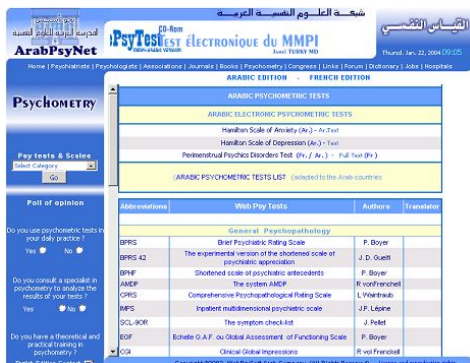 شبكة العلوم النفسية العربية
ArabPsyNet
CD-Rom
ePsyTest
EST électronique du MMPI
Jamel TURKY MD
القياس النفسي
Thursd. Jan. 22, 2004 09:05
Home | Psychiatrists | Psychologists | Associations | Journals | Books | Psychometry | Congress | Links | Forum | Dictionary | Jobs | Hospitals
ARABIC EDITION - FRENCH EDITION
Psychometry
ARABIC PSYCHOMETRIC TESTS
ARABIC ELECTRONIC PSYCHOMETRIC TESTS
Hamilton Scale of Anxiety (Ar.) - Ar.Text
Hamilton Scale of Depression (Ar.) - Text
Perimenstrual Psychics Disorders Test (Fr. / Ar.) - Full Text (Fr.)
(ARABIC PSYCHOMETRIC TESTS LIST (adapted to the Arab countries
Psy tests & Scales
Select Category
Go
Poll of opinion
Do you use psychometric tests in your daily practice ?
Yes No
Do you consult a specialist in psychometry to analyze the results of your tests ?
Yes No
Do you have a theoretical and practical training in psychometry ?
Abbreviations Web Psy Tests Authors Translator
General Psychopathology
BPRS Brief Psychiatric Rating Scale P. Boyer
BPRS 42 The experimental version of the shortened scale of psychiatric appreciation J. D. Guelfi
BPHF Shortened scale of psychiatric antecedents P. Boyer
AMDP The system AMDP R vonFrenchell
CPRS Comprehensive Psychopathological Rating Scale L Waintraub
IMPS Inpatient multidimensional psychiatric scale J.P. Lépine
SCL-90R The symptom check-list J. Pellet
EGF Echelle G.A.F. ou Global Assessment of Functioning Scale P. Boyer
CGI Clinical Global Impressions R vol Frenchell